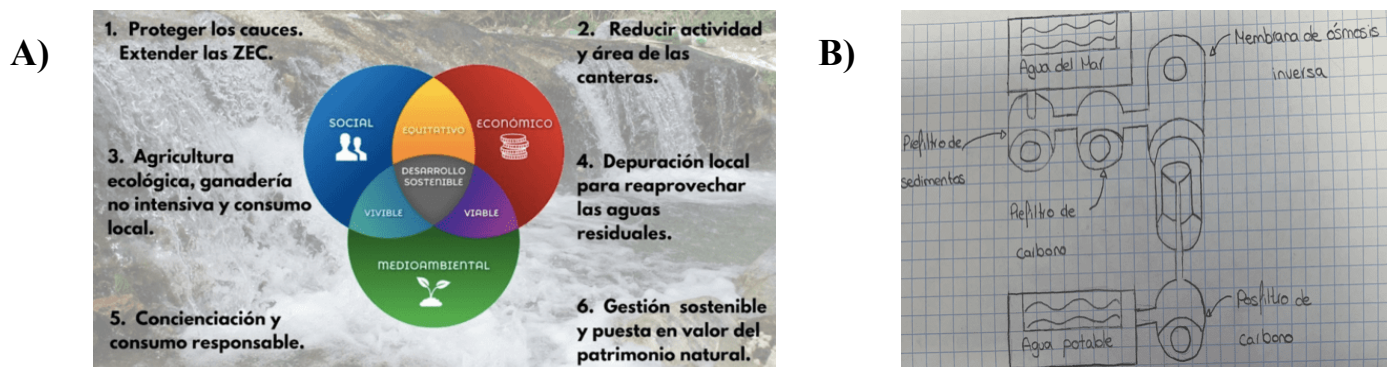 A)
1. Proteger los cauces.
Extender las ZEC.
2. Reducir actividad
y área de las
canteras.
SOCIAL
EQUITATIVO
ECONÓMICO
DESARROLLO
SOSTENIBLE
VIVIBLE
VIABLE
MEDIOAMBIENTAL
3. Agricultura
ecológica, ganadería
no intensiva y consumo
local.
4. Depuración local
para reaprovechar
las aguas
residuales.
5. Concienciación y
consumo responsable.
6. Gestión sostenible
y puesta en valor del
patrimonio natural.
B)
Agua del Mar
Membrana de ósmosis
inversa
Prefiltro de
sedimentos
Prefiltro de
carbono
Agua potable
Posfiltro de
carbono